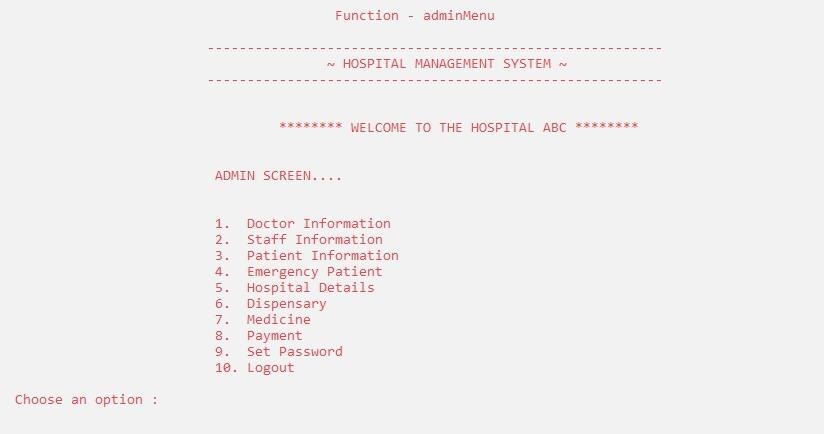 Function - adminMenu
---------------------------------------------------------
~ HOSPITAL MANAGEMENT SYSTEM ~
---------------------------------------------------------
******** WELCOME TO THE HOSPITAL ABC ********
ADMIN SCREEN....
1.  Doctor Information
2.  Staff Information
3.  Patient Information
4.  Emergency Patient
5.  Hospital Details
6.  Dispensary
7.  Medicine
8.  Payment
9.  Set Password
10. Logout
Choose an option :